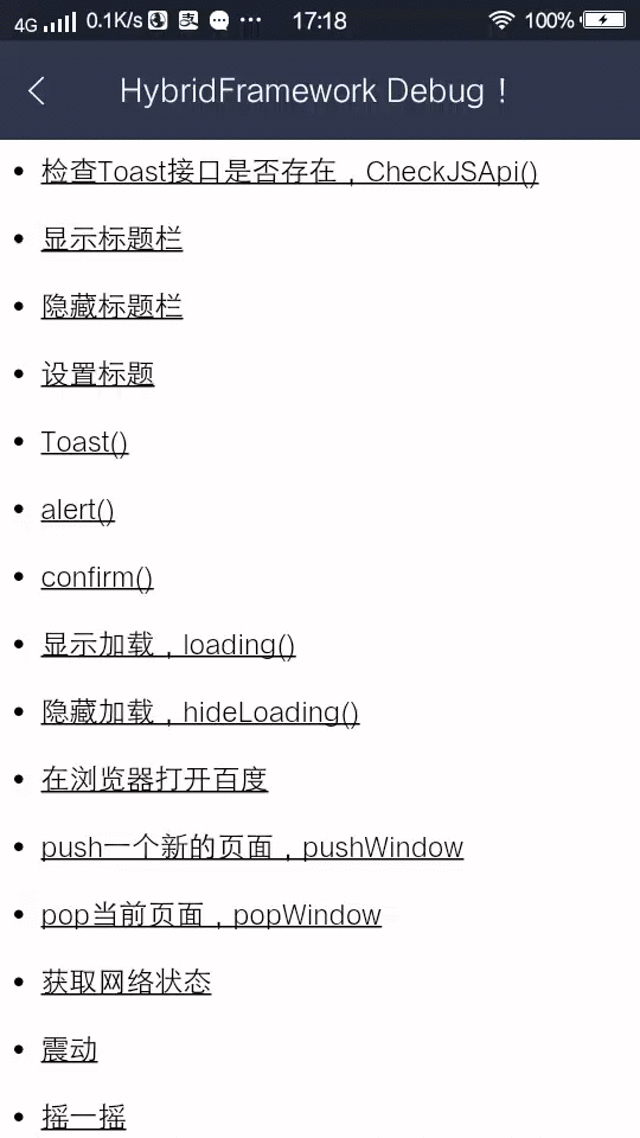 4G 0.1K/s 支 17:18 100%
HybridFramework Debug！
检查Toast接口是否存在，CheckJSApi()
显示标题栏
隐藏标题栏
设置标题
Toast()
alert()
confirm()
显示加载，loading()
隐藏加载，hideLoading()
在浏览器打开百度
push一个新的页面，pushWindow
pop当前页面，popWindow
获取网络状态
震动
摇一摇